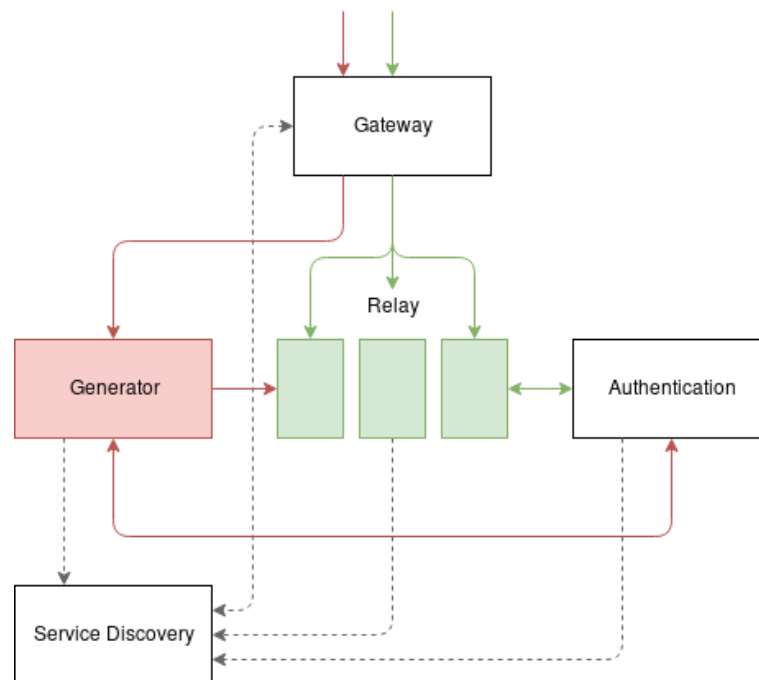 Gateway
Relay
Generator
Authentication
Service Discovery